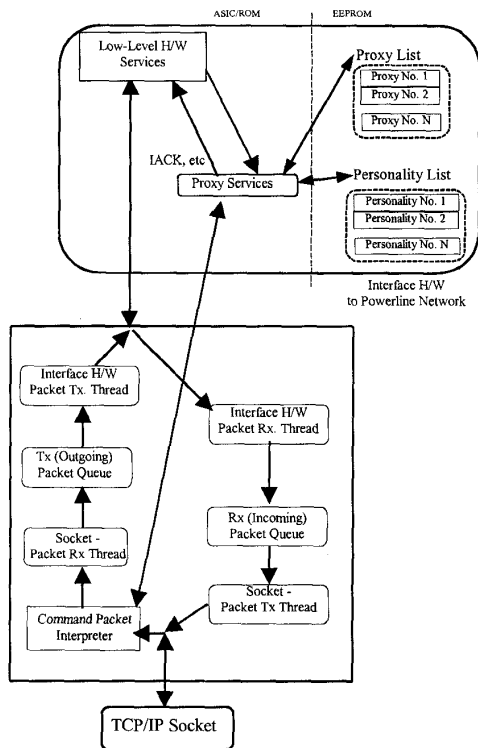 ASIC/ROM
EEPROM
Low-Level H/W
Services
Proxy List
Proxy No. 1
Proxy No. 2
Proxy No. N
IACK, etc
Proxy Services
Personality List
Personality No. 1
Personality No. 2
Personality No. N
Interface H/W
to Powerline Network
Interface H/W
Packet Tx. Thread
Interface H/W
Packet Rx. Thread
Tx (Outgoing)
Packet Queue
Rx (Incoming)
Packet Queue
Socket -
Packet Rx Thread
Socket -
Packet Tx Thread
Command Packet
Interpreter
TCP/IP Socket